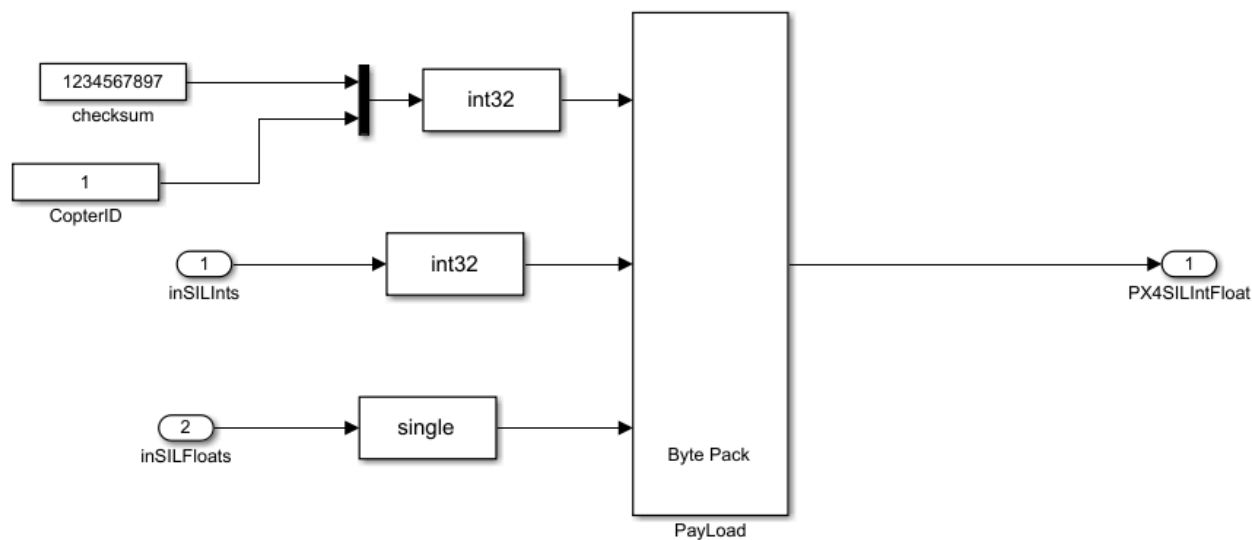 1234567897
checksum
int32
1
CopterID
1
inSILInts
int32
2
inSILFloats
single
Byte Pack
PayLoad
1
PX4SILIntFloat